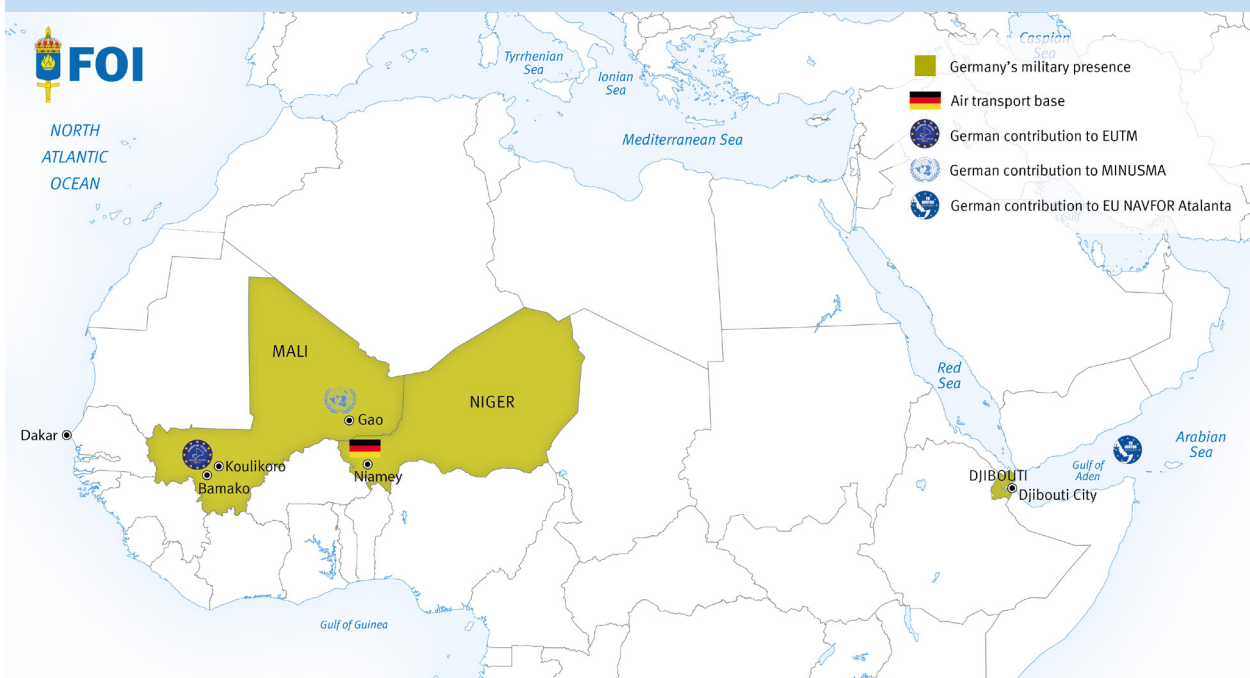 FOI
NORTH
ATLANTIC
OCEAN
Tyrrhenian
Sea
Ionian
Sea
Mediterranean Sea
Caspian
Sea
Germany's military presence
Air transport base
German contribution to EUTM
German contribution to MINUSMA
German contribution to EU NAVFOR Atalanta
Gulf
MALI
NIGER
Gao
Dakar
Koulikoro
Bamako
Niamey
Red
Sea
Arabian
Sea
Gulf of
Aden
DJIBOUTI
Djibouti City
Gulf of Guinea